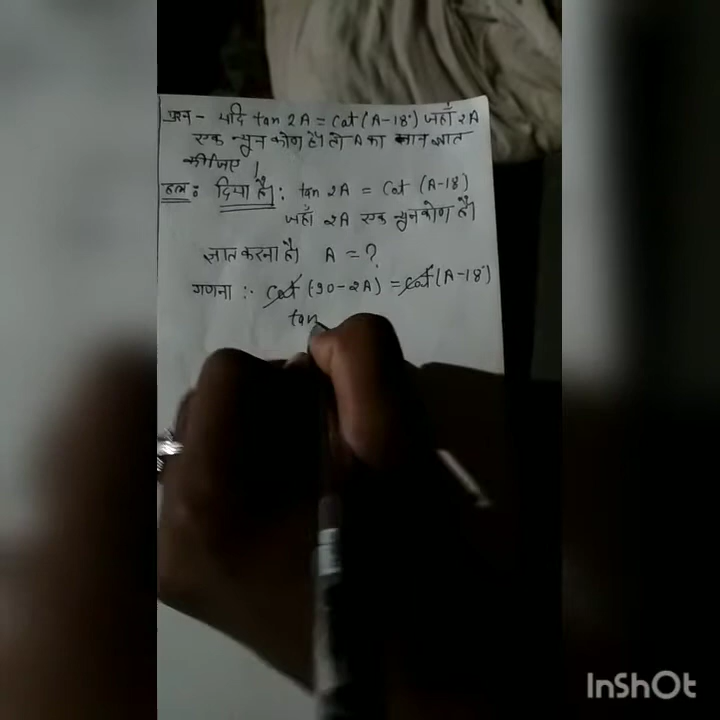 प्रश्न - यदि tan 2A = Cot (A-18°) जहाँ 2A
एक न्यून कोण है। तो A का मान ज्ञात
कीजिए।
हल: दिया है: tan 2A = Cot (A-18)
जहाँ 2A एक न्यूनकोण है।
ज्ञात करना है। A = ?
गणना :- Cot (90-2A) = Cot (A-18°)
tan
InShOt